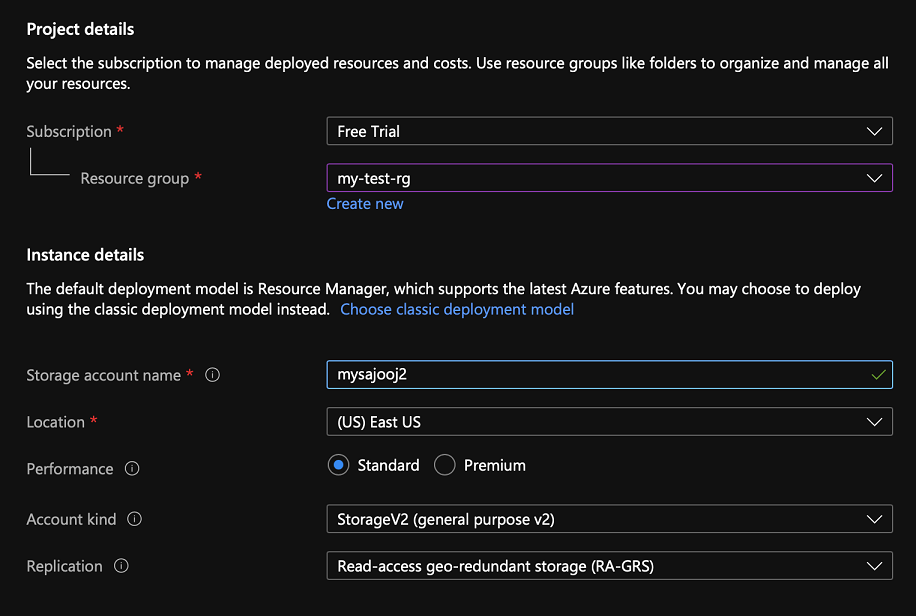 Project details
Select the subscription to manage deployed resources and costs. Use resource groups like folders to organize and manage all
your resources.
Subscription *
Free Trial
Resource group *
my-test-rg
Create new
Instance details
The default deployment model is Resource Manager, which supports the latest Azure features. You may choose to deploy
using the classic deployment model instead. Choose classic deployment model
Storage account name *
mysajooj2
Location *
(US) East US
Performance
Standard
Premium
Account kind
StorageV2 (general purpose v2)
Replication
Read-access geo-redundant storage (RA-GRS)